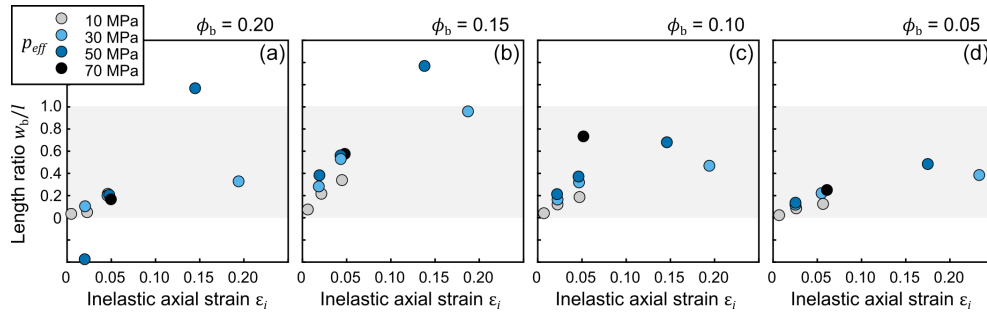 p_eff
10 MPa
30 MPa
50 MPa
70 MPa
ϕ_b = 0.20
ϕ_b = 0.15
ϕ_b = 0.10
ϕ_b = 0.05
(a)
(b)
(c)
(d)
Length ratio w_b/l
1.0
0.8
0.6
0.4
0.2
0
0 0.05 0.10 0.15 0.20
0 0.05 0.10 0.15 0.20
0 0.05 0.10 0.15 0.20
0 0.05 0.10 0.15 0.20
Inelastic axial strain ε_i
Inelastic axial strain ε_i
Inelastic axial strain ε_i
Inelastic axial strain ε_i